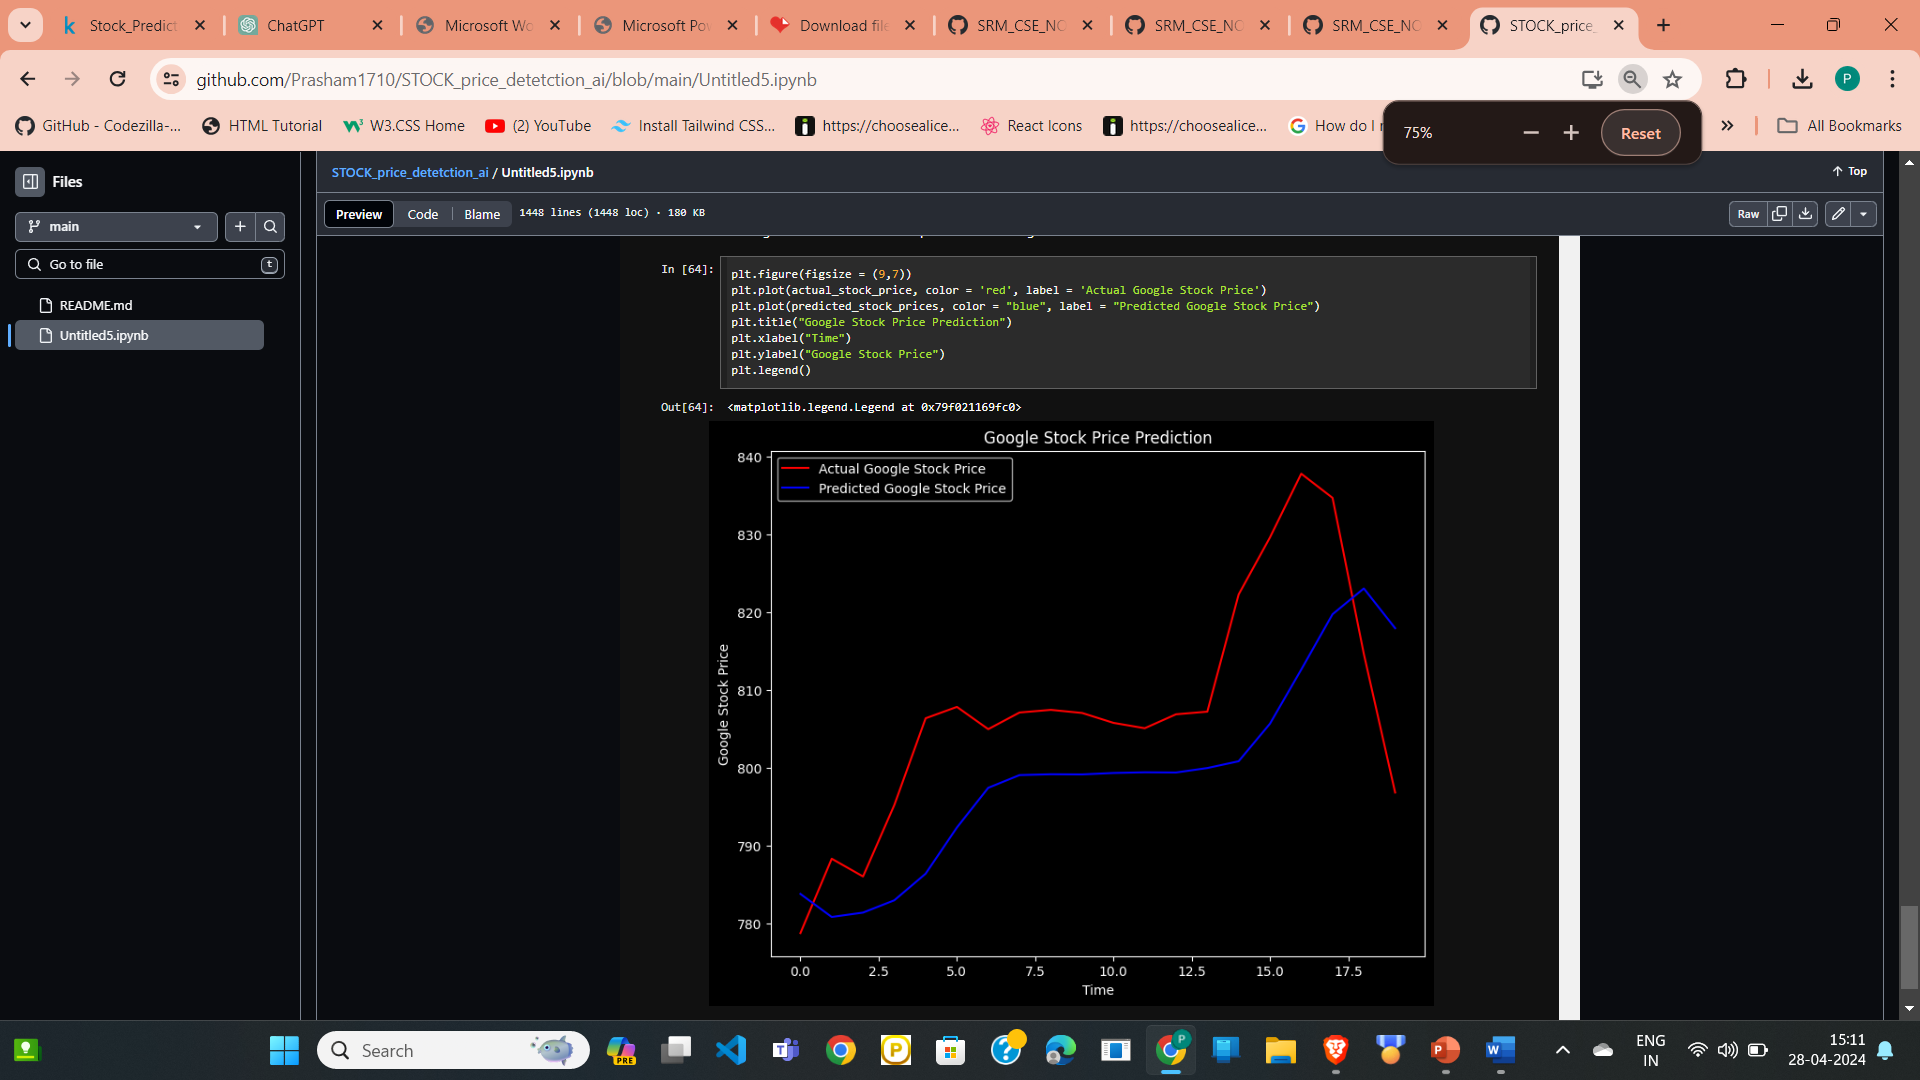 Stock_Predict
ChatGPT
Microsoft Wo
Microsoft Pov
Download file
SRM_CSE_NO
SRM_CSE_NO
SRM_CSE_NO
STOCK_price_
github.com/Prasham1710/STOCK_price_detetction_ai/blob/main/Untitled5.ipynb
P
GitHub - Codezilla-...
HTML Tutorial
W3.CSS Home
(2) YouTube
Install Tailwind CSS...
https://choosealice...
React Icons
https://choosealice...
How do I
All Bookmarks
75%
Reset
Files
main
Go to file
t
README.md
Untitled5.ipynb
STOCK_price_detetction_ai / Untitled5.ipynb
Top
Preview
Code
Blame
1448 lines (1448 loc) · 180 KB
Raw
In [64]:
plt.figure(figsize = (9,7))
plt.plot(actual_stock_price, color = 'red', label = 'Actual Google Stock Price')
plt.plot(predicted_stock_prices, color = "blue", label = "Predicted Google Stock Price")
plt.title("Google Stock Price Prediction")
plt.xlabel("Time")
plt.ylabel("Google Stock Price")
plt.legend()
Out[64]:
<matplotlib.legend.Legend at 0x79f021169fc0>
Google Stock Price Prediction
Actual Google Stock Price
Predicted Google Stock Price
840
830
820
810
800
790
780
Google Stock Price
0.0
2.5
5.0
7.5
10.0
12.5
15.0
17.5
Time
Search
PRE
P
ENG
IN
15:11
28-04-2024